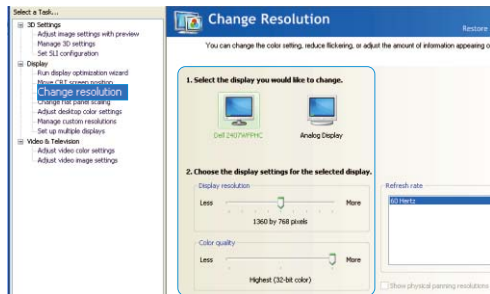 Select a Task...
3D Settings
Adjust image settings with preview
Manage 3D settings
Set SLI configuration
Display
Run display optimization wizard
Move CRT screen position
Change resolution
Change flat panel scaling
Adjust desktop color settings
Manage custom resolutions
Set up multiple displays
Video & Television
Adjust video color settings
Adjust video image settings
Change Resolution
Restore
You can change the color setting, reduce flickering, or adjust the amount of information appearing o
1. Select the display you would like to change.
Dell 2407WFPHC
Analog Display
2. Choose the display settings for the selected display.
Display resolution
Less
More
1360 by 768 pixels
Color quality
Less
More
Highest (32-bit color)
Refresh rate
60 Hertz
Show physical panning resolutions